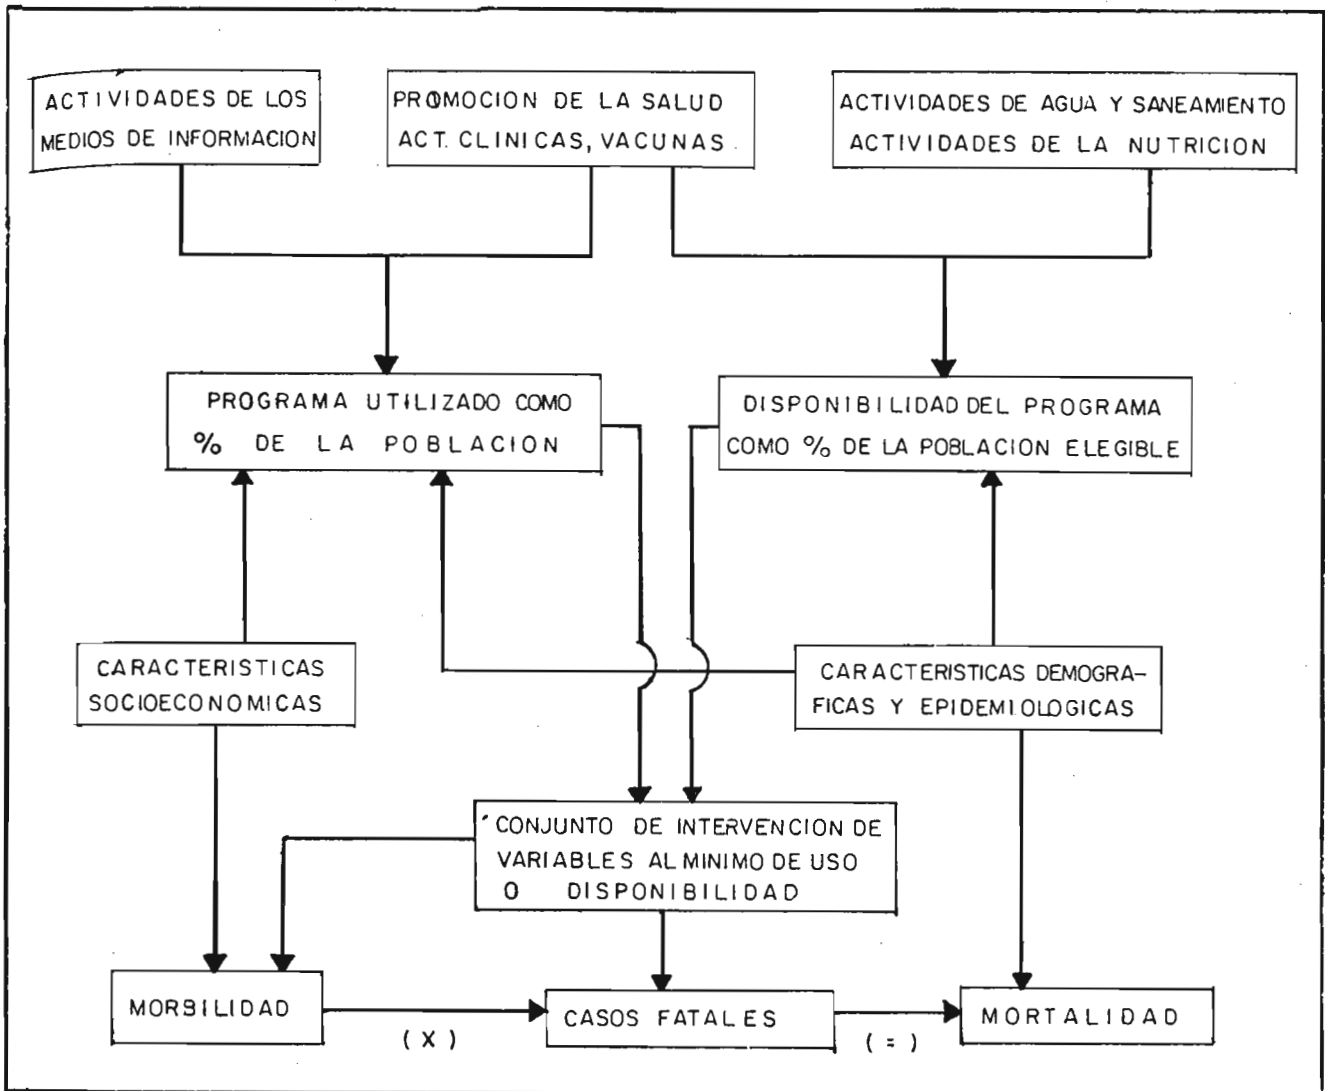 ACTIVIDADES DE LOS
MEDIOS DE INFORMACION
PROMOCION DE LA SALUD
ACT. CLINICAS, VACUNAS.
ACTIVIDADES DE AGUA Y SANEAMIENTO
ACTIVIDADES DE LA NUTRICION
PROGRAMA UTILIZADO COMO
% DE LA POBLACION
DISPONIBILIDAD DEL PROGRAMA
COMO % DE LA POBLACION ELEGIBLE
CARACTERISTICAS
SOCIOECONOMICAS
CARACTERISTICAS DEMOGRA-
FICAS Y EPIDEMIOLOGICAS
CONJUNTO DE INTERVENCION DE
VARIABLES AL MINIMO DE USO
O DISPONIBILIDAD
MORBILIDAD
(X)
CASOS FATALES
(=)
MORTALIDAD